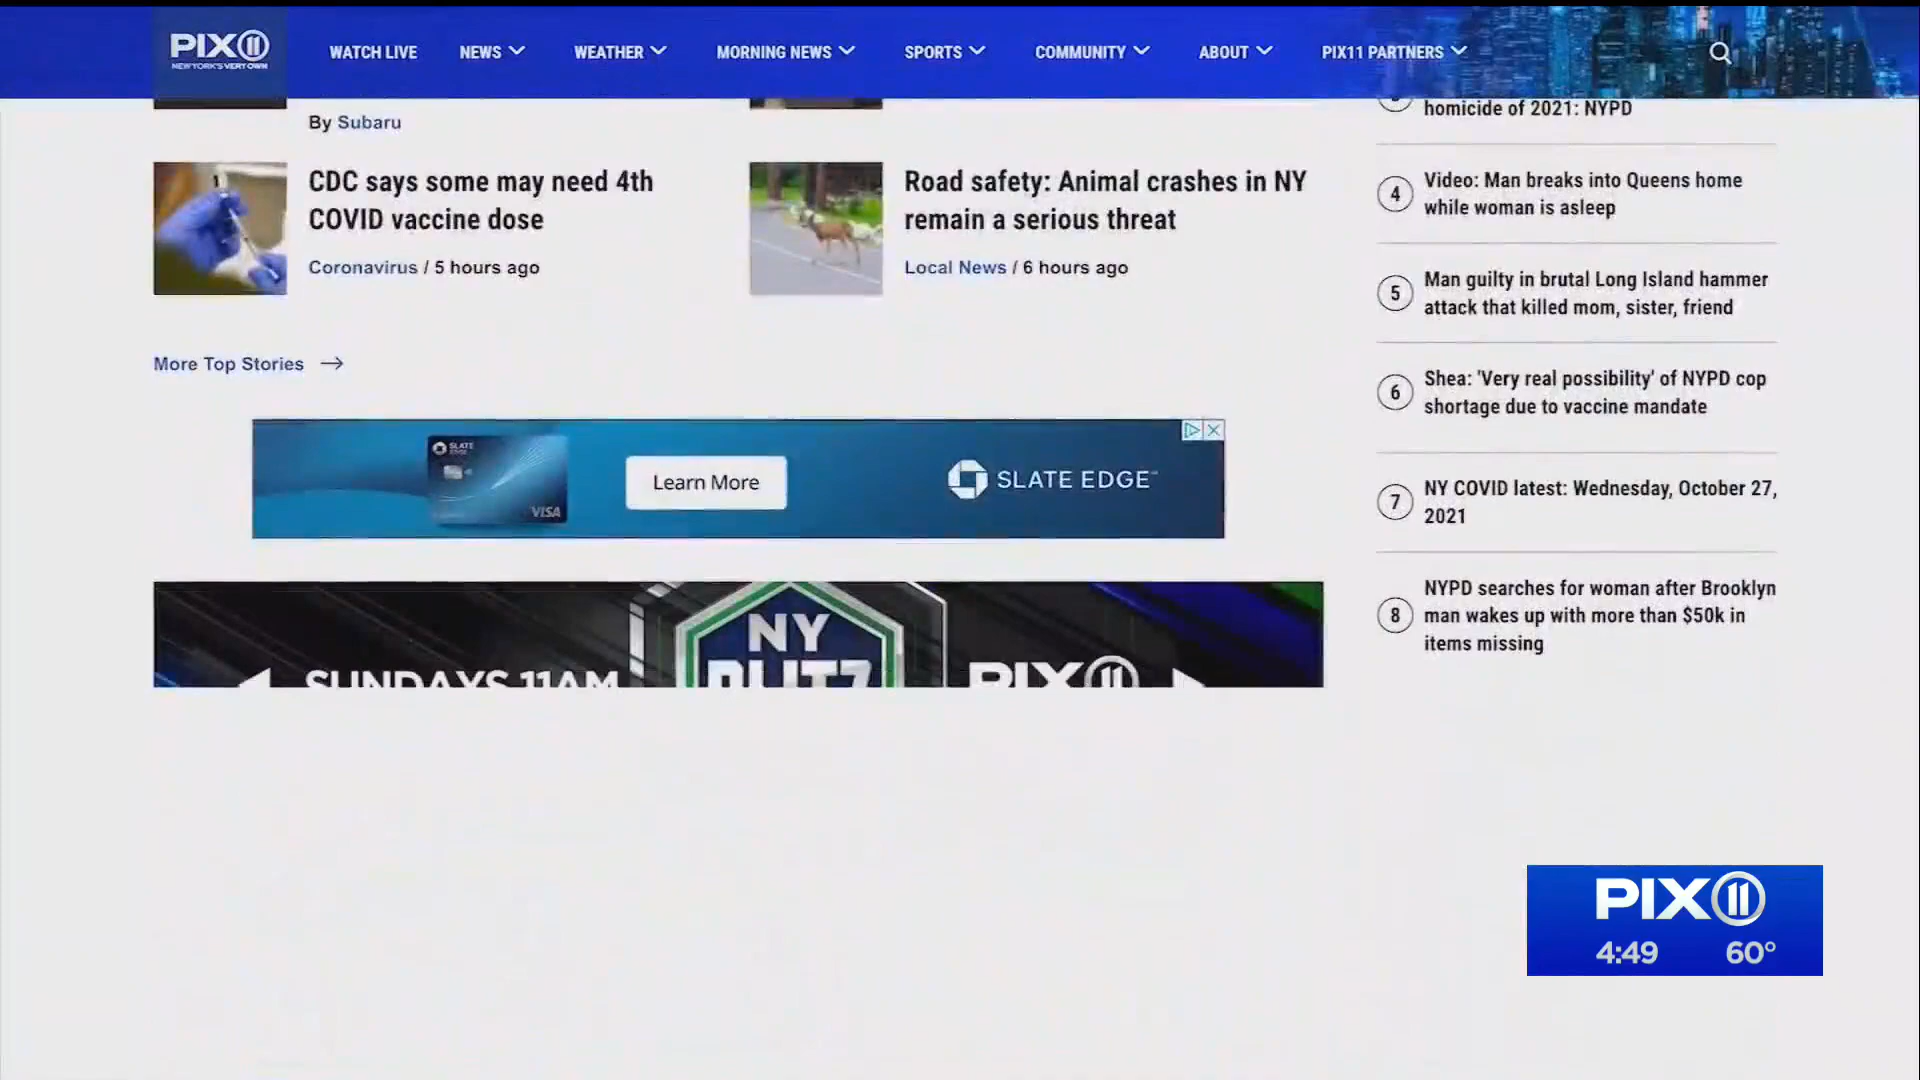 PIX11
NEW YORK'S VERY OWN
WATCH LIVE
NEWS
WEATHER
MORNING NEWS
SPORTS
COMMUNITY
ABOUT
PIX11 PARTNERS
By Subaru
CDC says some may need 4th
COVID vaccine dose
Coronavirus / 5 hours ago
Road safety: Animal crashes in NY
remain a serious threat
Local News / 6 hours ago
More Top Stories
SLATE
EDGE
VISA
Learn More
SLATE EDGE℠
SUNDAYS 11AM
NY
BLITZ
PIX11
homicide of 2021: NYPD
4
Video: Man breaks into Queens home
while woman is asleep
5
Man guilty in brutal Long Island hammer
attack that killed mom, sister, friend
6
Shea: 'Very real possibility' of NYPD cop
shortage due to vaccine mandate
7
NY COVID latest: Wednesday, October 27,
2021
8
NYPD searches for woman after Brooklyn
man wakes up with more than $50k in
items missing
PIX11
4:49 60°